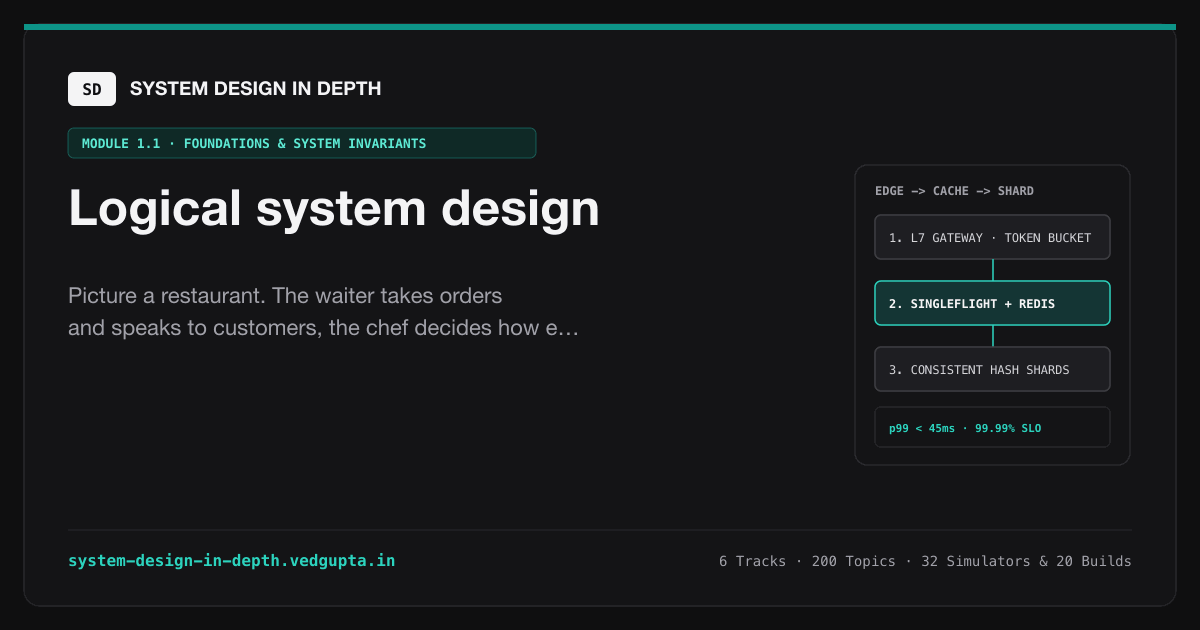 SD SYSTEM DESIGN IN DEPTH
MODULE 1.1 · FOUNDATIONS & SYSTEM INVARIANTS
Logical system design
Picture a restaurant. The waiter takes orders
and speaks to customers, the chef decides how e…
EDGE -> CACHE -> SHARD
1. L7 GATEWAY · TOKEN BUCKET
2. SINGLEFLIGHT + REDIS
3. CONSISTENT HASH SHARDS
p99 < 45ms · 99.99% SLO
system-design-in-depth.vedgupta.in
6 Tracks · 200 Topics · 32 Simulators & 20 Builds